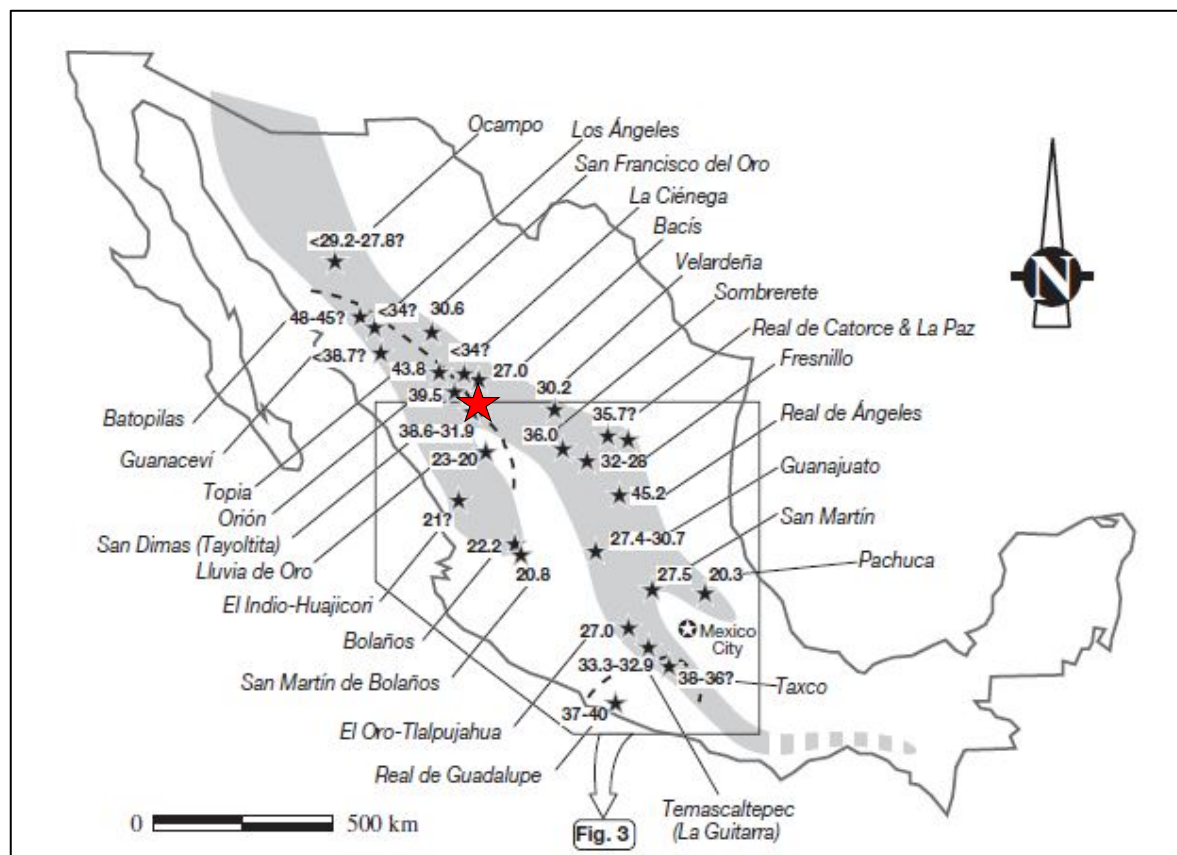 Ocampo
Los Ángeles
San Francisco del Oro
La Ciénega
Bacís
Velardeña
Sombrerete
Real de Catorce & La Paz
Fresnillo
Real de Ángeles
Guanajuato
San Martín
Pachuca
N
<29.2-27.8?
48-45?
<34?
30.6
<38.7?
<34?
43.8
27.0
39.5
30.2
35.7?
38.6-31.9
36.0
23-20
32-28
45.2
21?
27.4-30.7
22.2
20.8
27.5
20.3
27.0
Mexico
City
33.3-32.9
38-36?
37-40
Batopilas
Guanaceví
Topia
Orión
San Dimas (Tayoltita)
Lluvia de Oro
El Indio-Huajicori
Bolaños
San Martín de Bolaños
El Oro-Tlalpujahua
Real de Guadalupe
Taxco
Temascaltepec
(La Guitarra)
0 500 km
Fig. 3